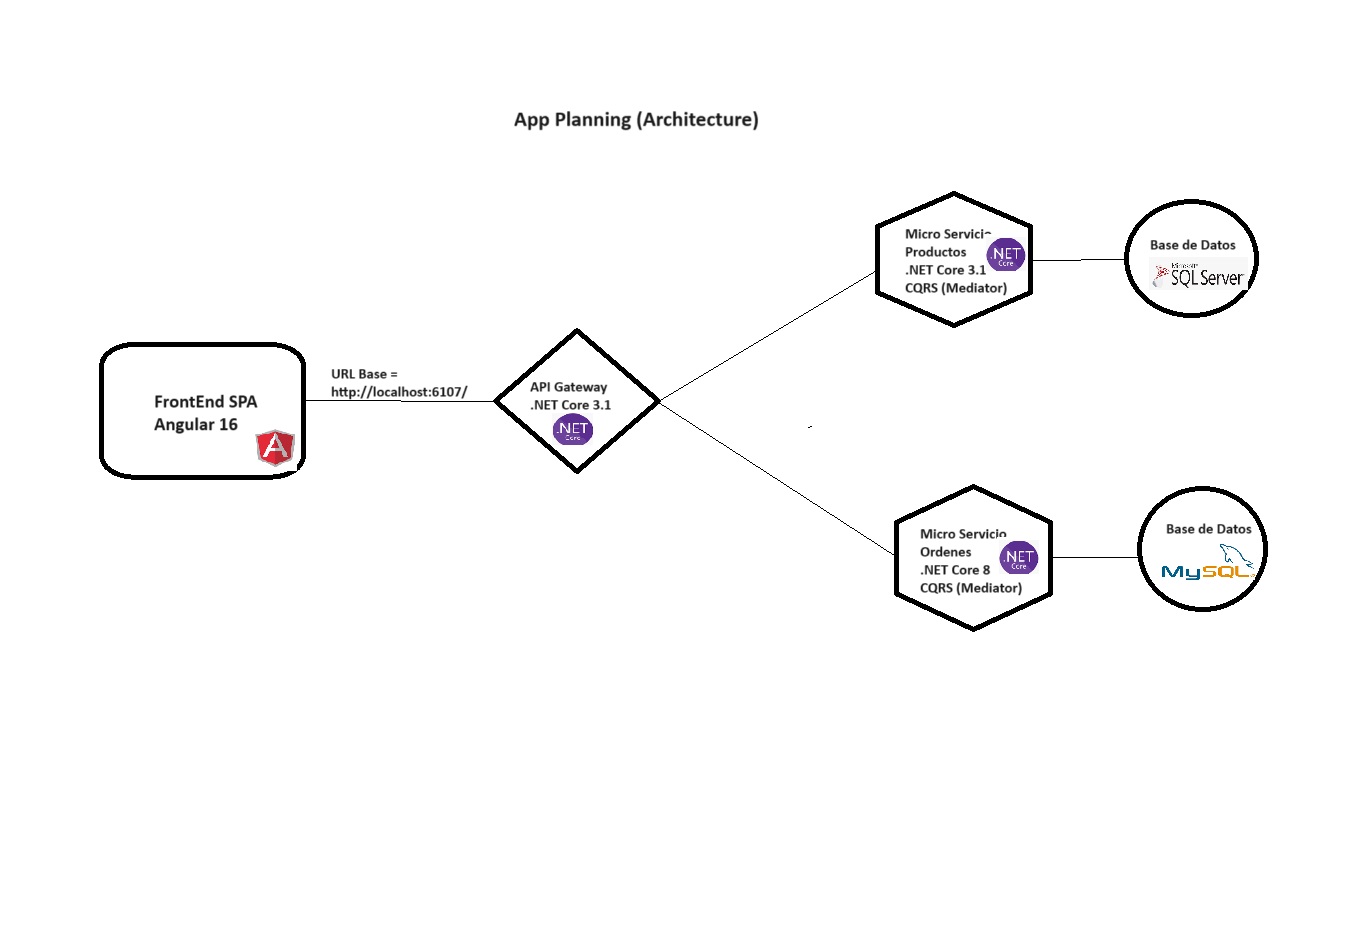 App Planning (Architecture)
Micro Servicio
Productos
.NET Core 3.1
CQRS (Mediator)
.NET
Core
Base de Datos
Microsoft
SQL Server
FrontEnd SPA
Angular 16
A
URL Base =
http://localhost:6107/
API Gateway
.NET Core 3.1
.NET
Core
Micro Servicio
Ordenes
.NET Core 8
CQRS (Mediator)
.NET
Core
Base de Datos
MySQL